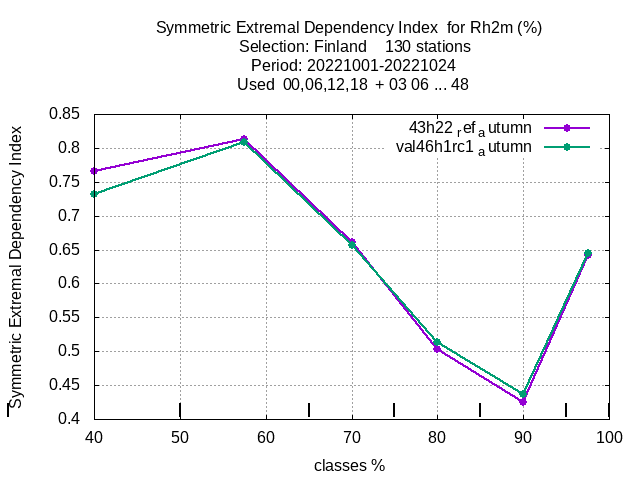 Symmetric Extremal Dependency Index for Rh2m (%)
Selection: Finland 130 stations
Period: 20221001-20221024
Used 00,06,12,18 + 03 06 ... 48
43h22 refautumn
val46h1rc1 autumn
Symmetric Extremal Dependency Index
0.85
0.8
0.75
0.7
0.65
0.6
0.55
0.5
0.45
0.4
40 50 60 70 80 90 100
classes %